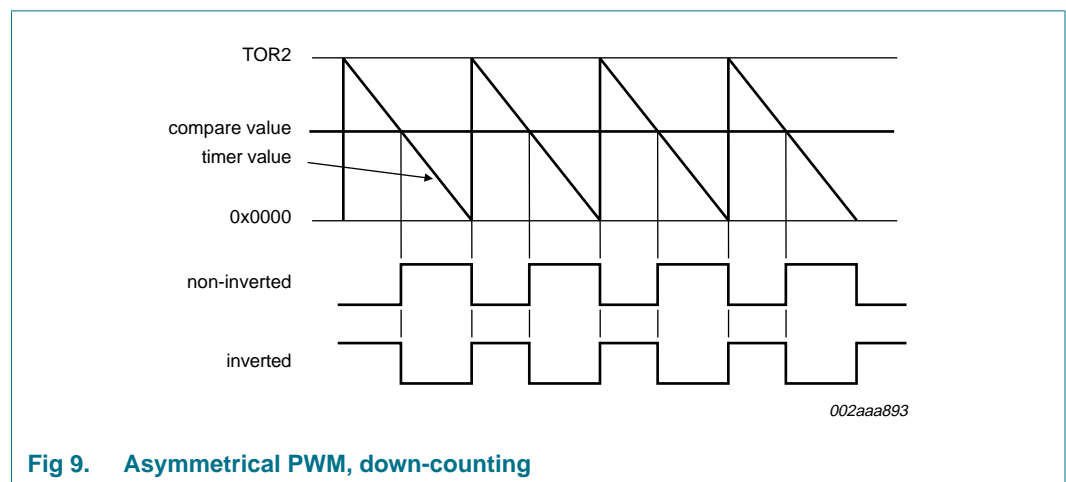 TOR2
compare value
timer value
0x0000
non-inverted
inverted
002aaa893
Fig 9. Asymmetrical PWM, down-counting